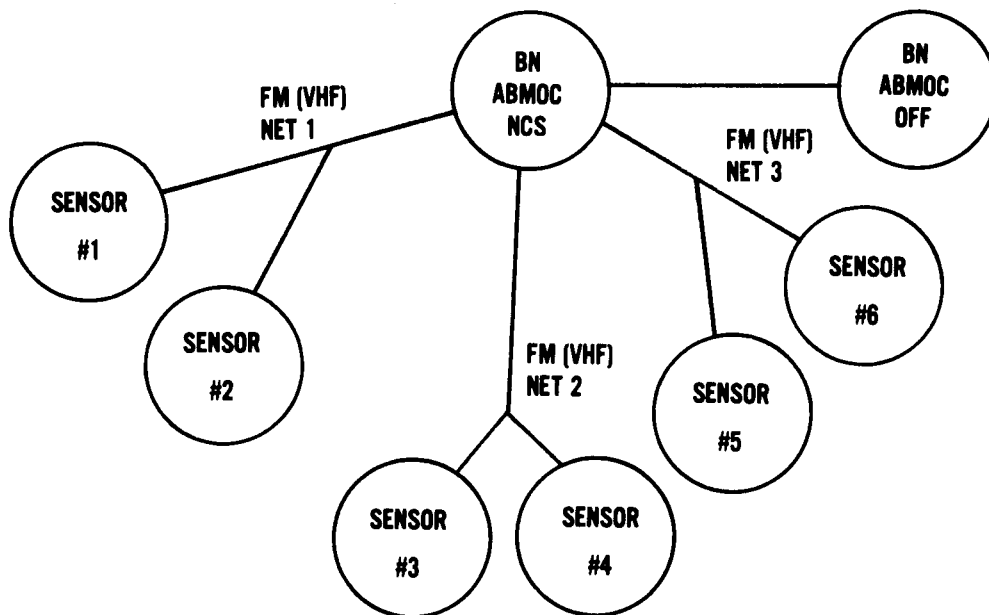 BN
ABMOC
NCS
BN
ABMOC
OFF
FM (VHF)
NET 1
FM (VHF)
NET 3
SENSOR
#1
SENSOR
#2
FM (VHF)
NET 2
SENSOR
#6
SENSOR
#5
SENSOR
#3
SENSOR
#4